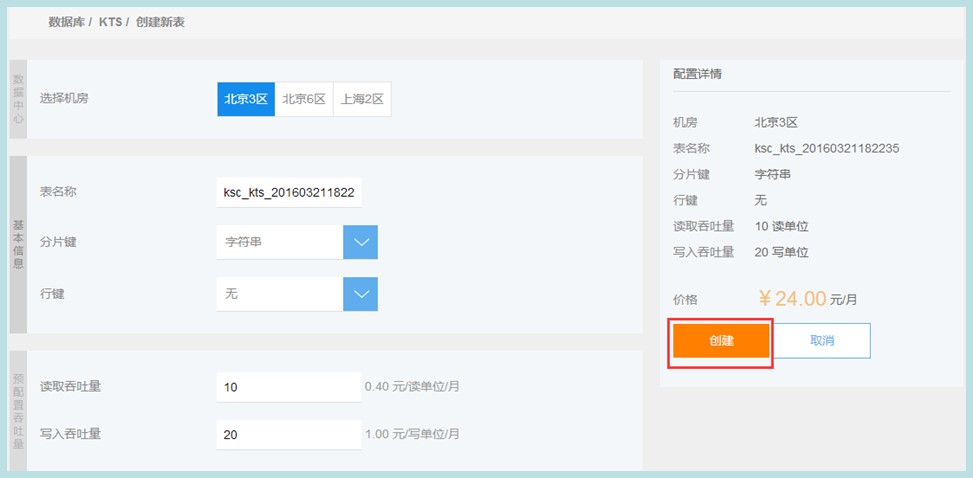 数据库 / KTS / 创建新表
数据中心
选择机房
北京3区 北京6区 上海2区
基本信息
表名称 ksc_kts_201603211822
分片键 字符串
行键 无
预配置吞吐量
读取吞吐量 10 0.40 元/读单位/月
写入吞吐量 20 1.00 元/写单位/月
配置详情
机房 北京3区
表名称 ksc_kts_20160321182235
分片键 字符串
行键 无
读取吞吐量 10 读单位
写入吞吐量 20 写单位
价格 ¥24.00 元/月
创建 取消